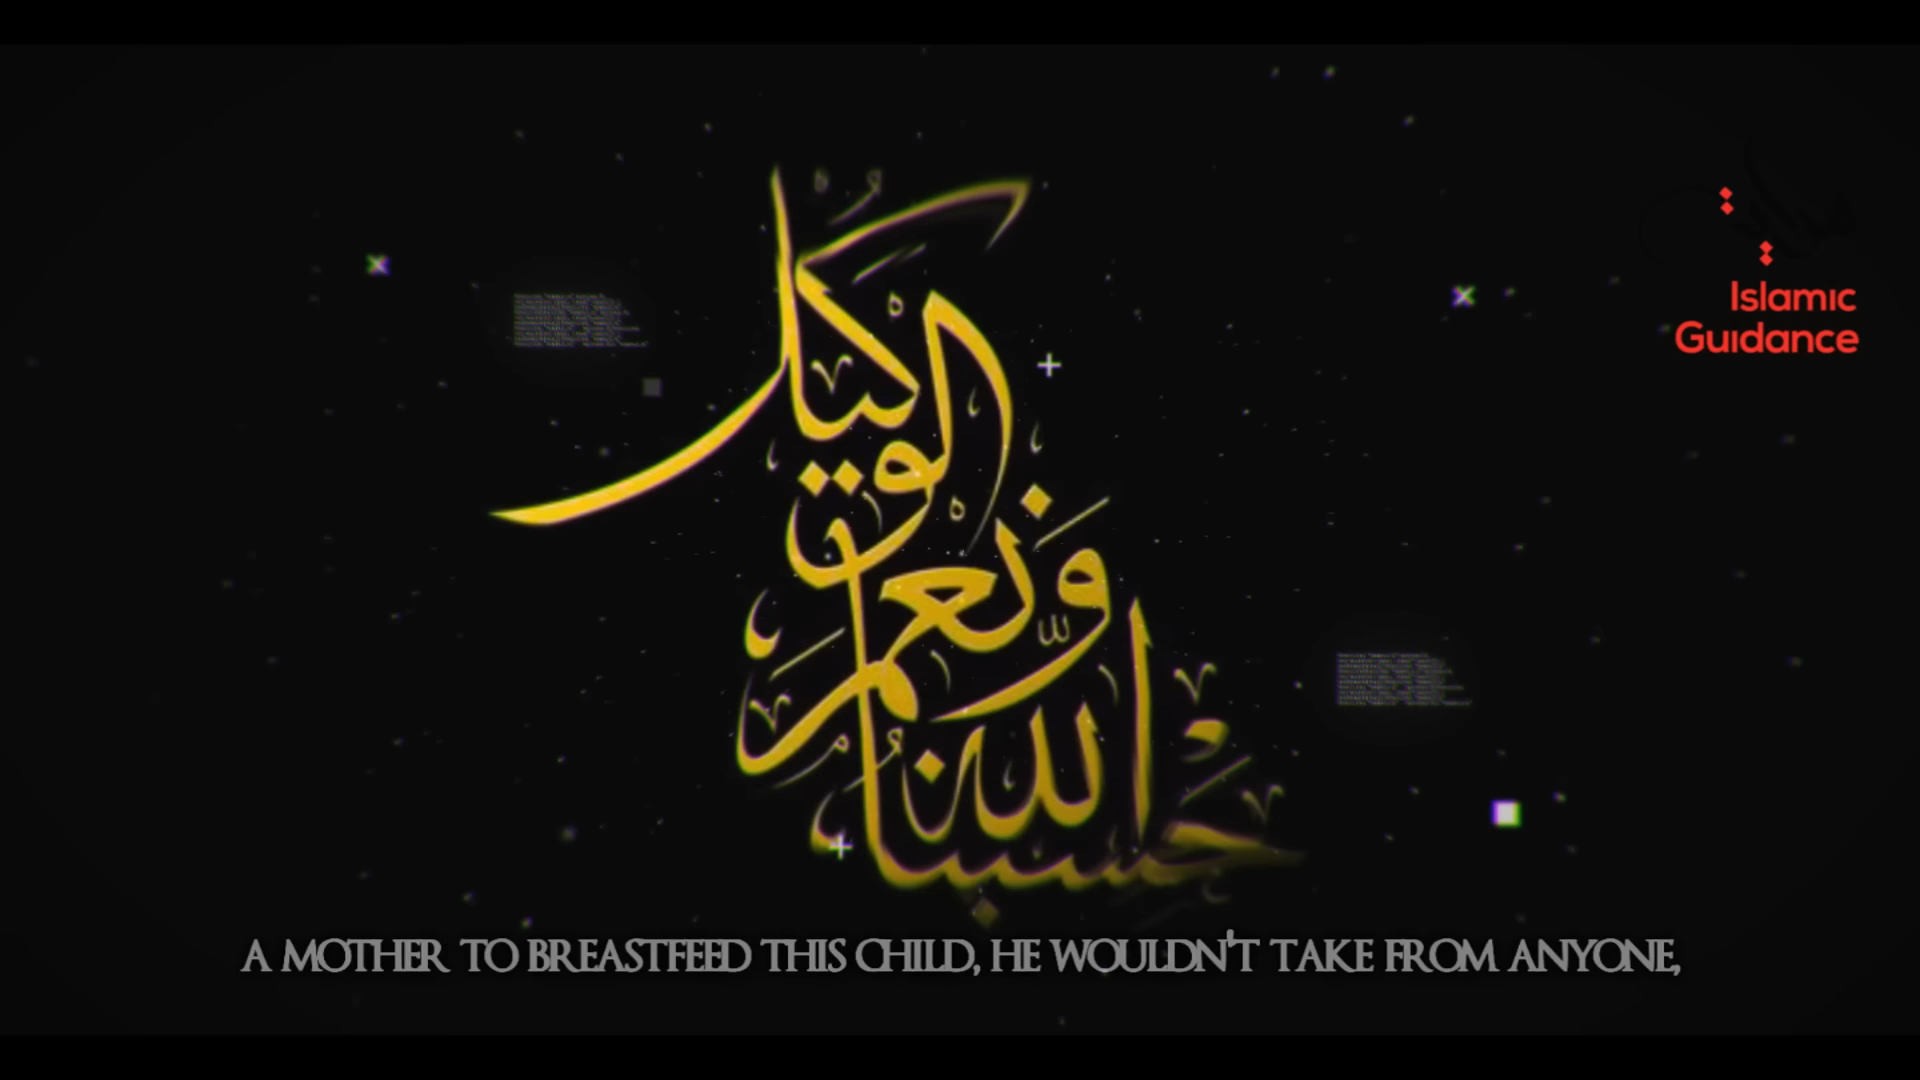 حسبنا الله
ونعم
الوكيل
Islamic
Guidance
A MOTHER TO BREASTFEED THIS CHILD, HE WOULDN'T TAKE FROM ANYONE,